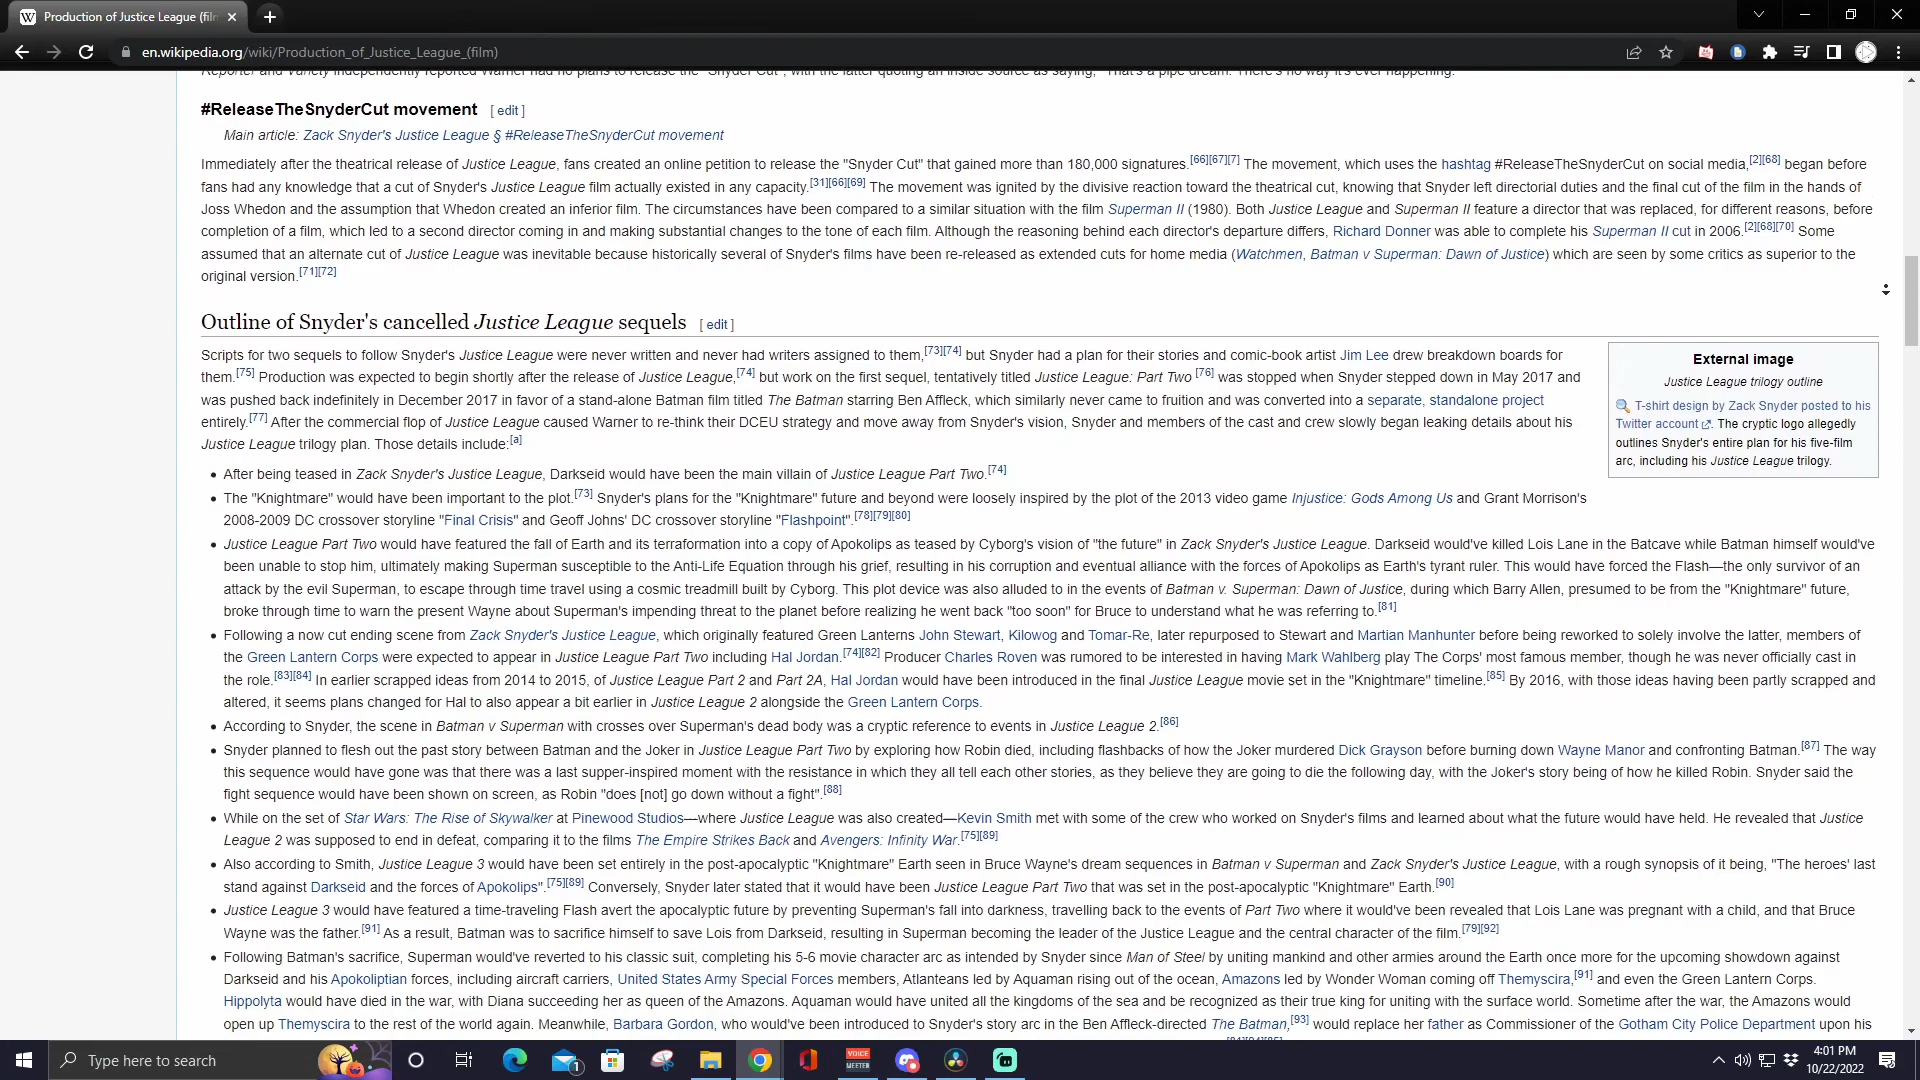 Production of Justice League (film
en.wikipedia.org/wiki/Production_of_Justice_League_(film)
Reporter and Variety independently reported Warner had no plans to release the "Snyder Cut", with the latter quoting an inside source as saying, "That's a pipe dream. There's no way it's ever happening."
#ReleaseTheSnyderCut movement [ edit ]
Main article: Zack Snyder's Justice League § #ReleaseTheSnyderCut movement
Immediately after the theatrical release of Justice League, fans created an online petition to release the "Snyder Cut" that gained more than 180,000 signatures.[66][67][7] The movement, which uses the hashtag #ReleaseTheSnyderCut on social media,[2][68] began before
fans had any knowledge that a cut of Snyder's Justice League film actually existed in any capacity.[31][66][69] The movement was ignited by the divisive reaction toward the theatrical cut, knowing that Snyder left directorial duties and the final cut of the film in the hands of
Joss Whedon and the assumption that Whedon created an inferior film. The circumstances have been compared to a similar situation with the film Superman II (1980). Both Justice League and Superman II feature a director that was replaced, for different reasons, before
completion of a film, which led to a second director coming in and making substantial changes to the tone of each film. Although the reasoning behind each director's departure differs, Richard Donner was able to complete his Superman II cut in 2006.[2][68][70] Some
assumed that an alternate cut of Justice League was inevitable because historically several of Snyder's films have been re-released as extended cuts for home media (Watchmen, Batman v Superman: Dawn of Justice) which are seen by some critics as superior to the
original version.[71][72]
Outline of Snyder's cancelled Justice League sequels [ edit ]
Scripts for two sequels to follow Snyder's Justice League were never written and never had writers assigned to them,[73][74] but Snyder had a plan for their stories and comic-book artist Jim Lee drew breakdown boards for
them.[75] Production was expected to begin shortly after the release of Justice League,[74] but work on the first sequel, tentatively titled Justice League: Part Two [76] was stopped when Snyder stepped down in May 2017 and
was pushed back indefinitely in December 2017 in favor of a stand-alone Batman film titled The Batman starring Ben Affleck, which similarly never came to fruition and was converted into a separate, standalone project
entirely.[77] After the commercial flop of Justice League caused Warner to re-think their DCEU strategy and move away from Snyder's vision, Snyder and members of the cast and crew slowly began leaking details about his
Justice League trilogy plan. Those details include:[a]
External image
Justice League trilogy outline
T-shirt design by Zack Snyder posted to his
Twitter account. The cryptic logo allegedly
outlines Snyder's entire plan for his five-film
arc, including his Justice League trilogy.
• After being teased in Zack Snyder's Justice League, Darkseid would have been the main villain of Justice League Part Two.[74]
• The "Knightmare" would have been important to the plot.[73] Snyder's plans for the "Knightmare" future and beyond were loosely inspired by the plot of the 2013 video game Injustice: Gods Among Us and Grant Morrison's
2008-2009 DC crossover storyline "Final Crisis" and Geoff Johns' DC crossover storyline "Flashpoint".[78][79][80]
• Justice League Part Two would have featured the fall of Earth and its terraformation into a copy of Apokolips as teased by Cyborg's vision of "the future" in Zack Snyder's Justice League. Darkseid would've killed Lois Lane in the Batcave while Batman himself would've
been unable to stop him, ultimately making Superman susceptible to the Anti-Life Equation through his grief, resulting in his corruption and eventual alliance with the forces of Apokolips as Earth's tyrant ruler. This would have forced the Flash—the only survivor of an
attack by the evil Superman, to escape through time travel using a cosmic treadmill built by Cyborg. This plot device was also alluded to in the events of Batman v. Superman: Dawn of Justice, during which Barry Allen, presumed to be from the "Knightmare" future,
broke through time to warn the present Wayne about Superman's impending threat to the planet before realizing he went back "too soon" for Bruce to understand what he was referring to.[81]
• Following a now cut ending scene from Zack Snyder's Justice League, which originally featured Green Lanterns John Stewart, Kilowog and Tomar-Re, later repurposed to Stewart and Martian Manhunter before being reworked to solely involve the latter, members of
the Green Lantern Corps were expected to appear in Justice League Part Two including Hal Jordan.[74][82] Producer Charles Roven was rumored to be interested in having Mark Wahlberg play The Corps' most famous member, though he was never officially cast in
the role.[83][84] In earlier scrapped ideas from 2014 to 2015, of Justice League Part 2 and Part 2A, Hal Jordan would have been introduced in the final Justice League movie set in the "Knightmare" timeline.[85] By 2016, with those ideas having been partly scrapped and
altered, it seems plans changed for Hal to also appear a bit earlier in Justice League 2 alongside the Green Lantern Corps.
• According to Snyder, the scene in Batman v Superman with crosses over Superman's dead body was a cryptic reference to events in Justice League 2.[86]
• Snyder planned to flesh out the past story between Batman and the Joker in Justice League Part Two by exploring how Robin died, including flashbacks of how the Joker murdered Dick Grayson before burning down Wayne Manor and confronting Batman.[87] The way
this sequence would have gone was that there was a last supper-inspired moment with the resistance in which they all tell each other stories, as they believe they are going to die the following day, with the Joker's story being of how he killed Robin. Snyder said the
fight sequence would have been shown on screen, as Robin "does [not] go down without a fight".[88]
• While on the set of Star Wars: The Rise of Skywalker at Pinewood Studios—where Justice League was also created—Kevin Smith met with some of the crew who worked on Snyder's films and learned about what the future would have held. He revealed that Justice
League 2 was supposed to end in defeat, comparing it to the films The Empire Strikes Back and Avengers: Infinity War.[75][89]
• Also according to Smith, Justice League 3 would have been set entirely in the post-apocalyptic "Knightmare" Earth seen in Bruce Wayne's dream sequences in Batman v Superman and Zack Snyder's Justice League, with a rough synopsis of it being, "The heroes' last
stand against Darkseid and the forces of Apokolips".[75][89] Conversely, Snyder later stated that it would have been Justice League Part Two that was set in the post-apocalyptic "Knightmare" Earth.[90]
• Justice League 3 would have featured a time-traveling Flash avert the apocalyptic future by preventing Superman's fall into darkness, travelling back to the events of Part Two where it would've been revealed that Lois Lane was pregnant with a child, and that Bruce
Wayne was the father.[91] As a result, Batman was to sacrifice himself to save Lois from Darkseid, resulting in Superman becoming the leader of the Justice League and the central character of the film.[79][92]
• Following Batman's sacrifice, Superman would've reverted to his classic suit, completing his 5-6 movie character arc as intended by Snyder since Man of Steel by uniting mankind and other armies around the Earth once more for the upcoming showdown against
Darkseid and his Apokoliptian forces, including aircraft carriers, United States Army Special Forces members, Atlanteans led by Aquaman rising out of the ocean, Amazons led by Wonder Woman coming off Themyscira,[91] and even the Green Lantern Corps.
Hippolyta would have died in the war, with Diana succeeding her as queen of the Amazons. Aquaman would have united all the kingdoms of the sea and be recognized as their true king for uniting with the surface world. Sometime after the war, the Amazons would
open up Themyscira to the rest of the world again. Meanwhile, Barbara Gordon, who would've been introduced to Snyder's story arc in the Ben Affleck-directed The Batman,[93] would replace her father as Commissioner of the Gotham City Police Department upon his
Type here to search
1
VOICE
MEETER
4:01 PM
10/22/2022